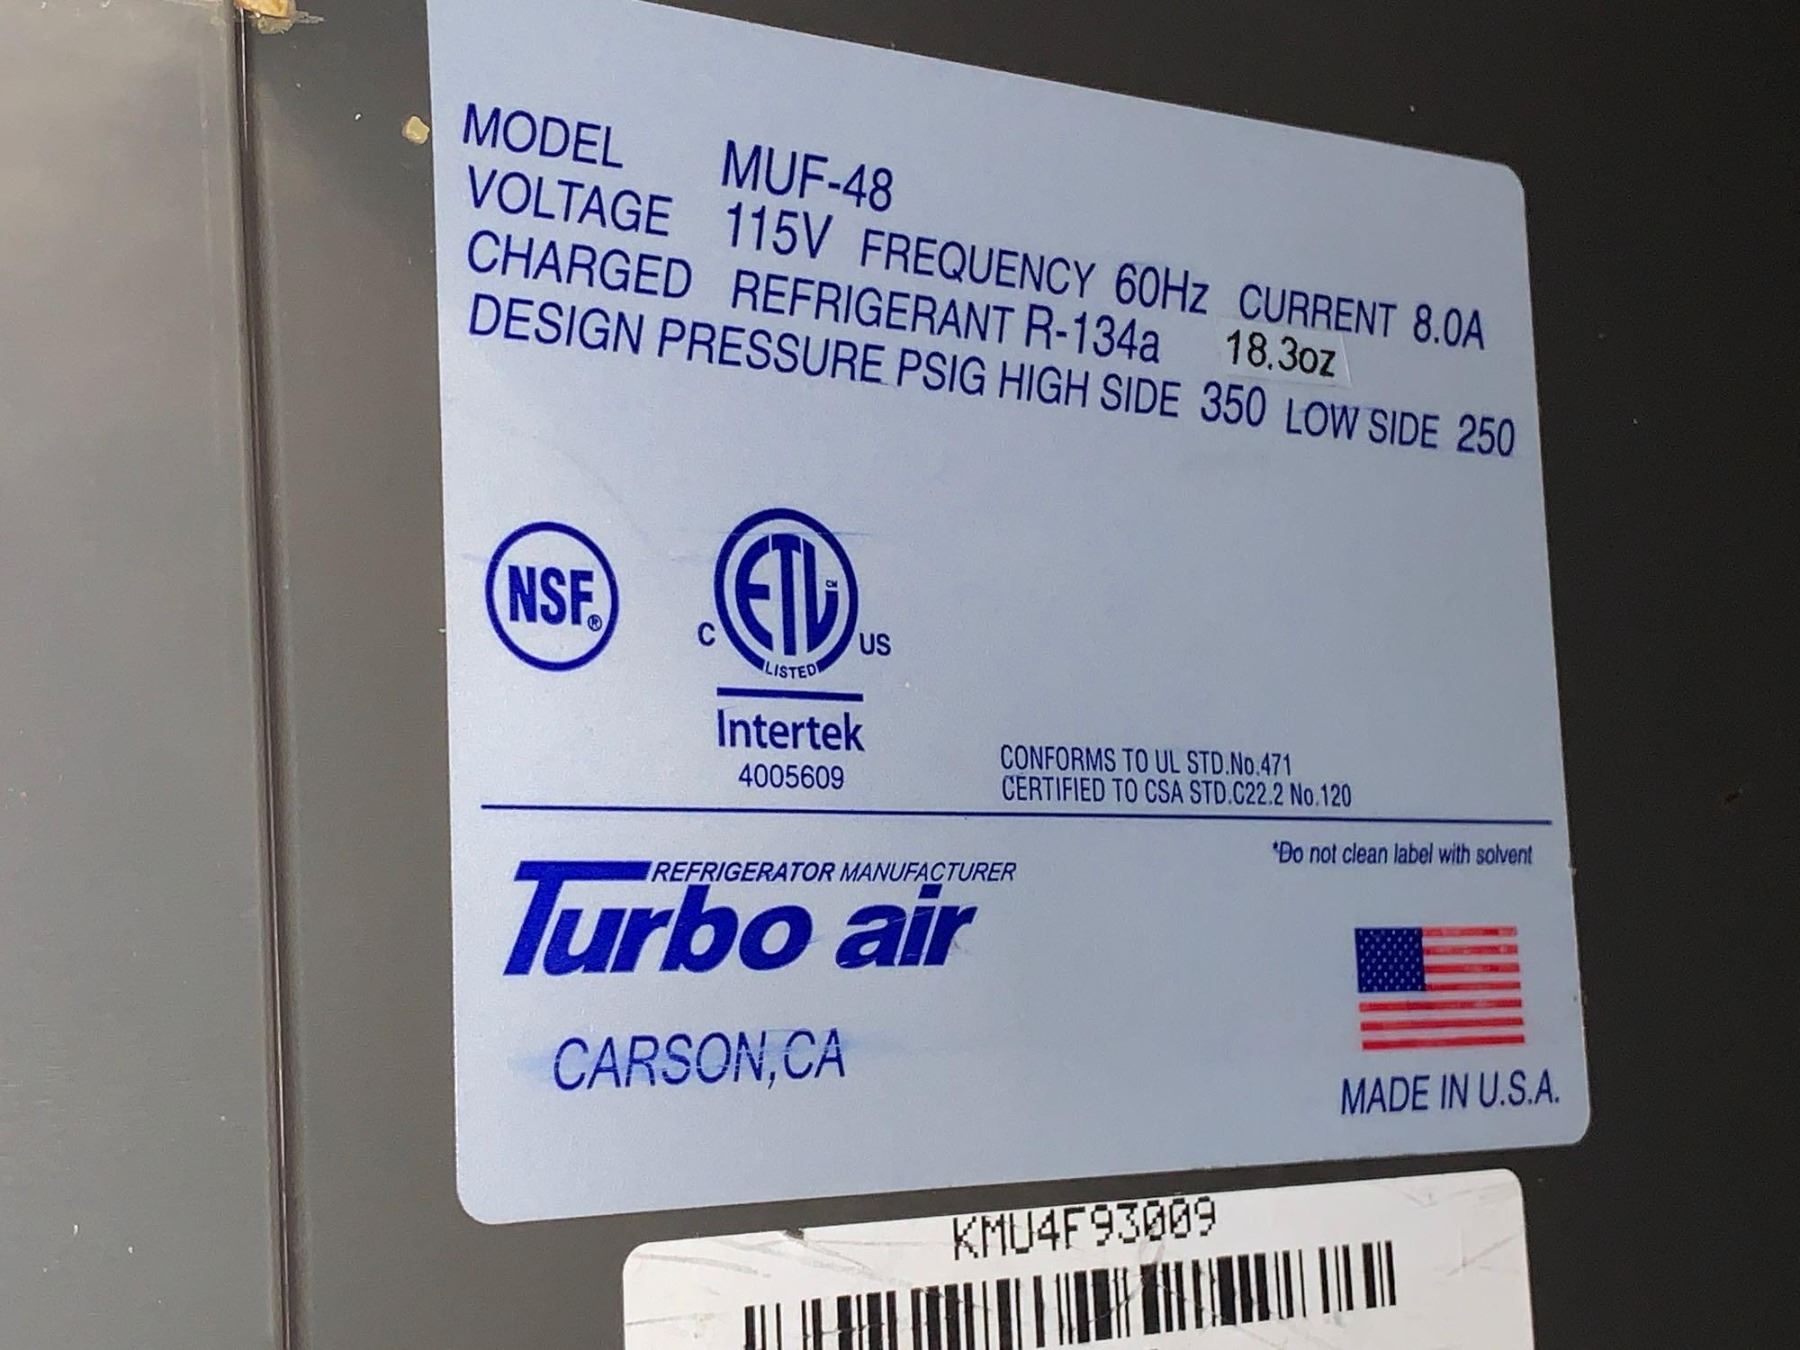 MODEL MUF-48
VOLTAGE 115V FREQUENCY 60Hz CURRENT 8.0A
CHARGED REFRIGERANT R-134a 18.3oz
DESIGN PRESSURE PSIG HIGH SIDE 350 LOW SIDE 250
NSF®
C ETL CM US
LISTED
Intertek
4005609
CONFORMS TO UL STD.No.471
CERTIFIED TO CSA STD.C22.2 No.120
*Do not clean label with solvent
REFRIGERATOR MANUFACTURER
Turbo air
CARSON,CA
MADE IN U.S.A.
KMU4F93009